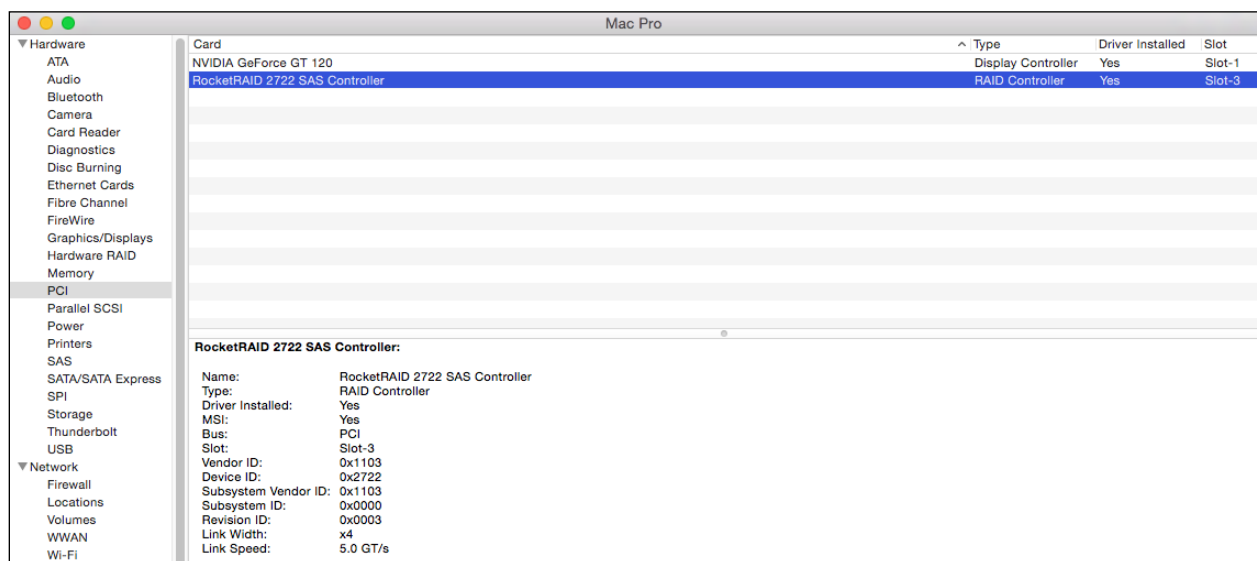 Mac Pro
Hardware
ATA
Audio
Bluetooth
Camera
Card Reader
Diagnostics
Disc Burning
Ethernet Cards
Fibre Channel
FireWire
Graphics/Displays
Hardware RAID
Memory
PCI
Parallel SCSI
Power
Printers
SAS
SATA/SATA Express
SPI
Storage
Thunderbolt
USB
Network
Firewall
Locations
Volumes
WWAN
Wi-Fi
Card Type Driver Installed Slot
NVIDIA GeForce GT 120 Display Controller Yes Slot-1
RocketRAID 2722 SAS Controller RAID Controller Yes Slot-3
RocketRAID 2722 SAS Controller:
Name: RocketRAID 2722 SAS Controller
Type: RAID Controller
Driver Installed: Yes
MSI: Yes
Bus: PCI
Slot: Slot-3
Vendor ID: 0x1103
Device ID: 0x2722
Subsystem Vendor ID: 0x1103
Subsystem ID: 0x0000
Revision ID: 0x0003
Link Width: x4
Link Speed: 5.0 GT/s